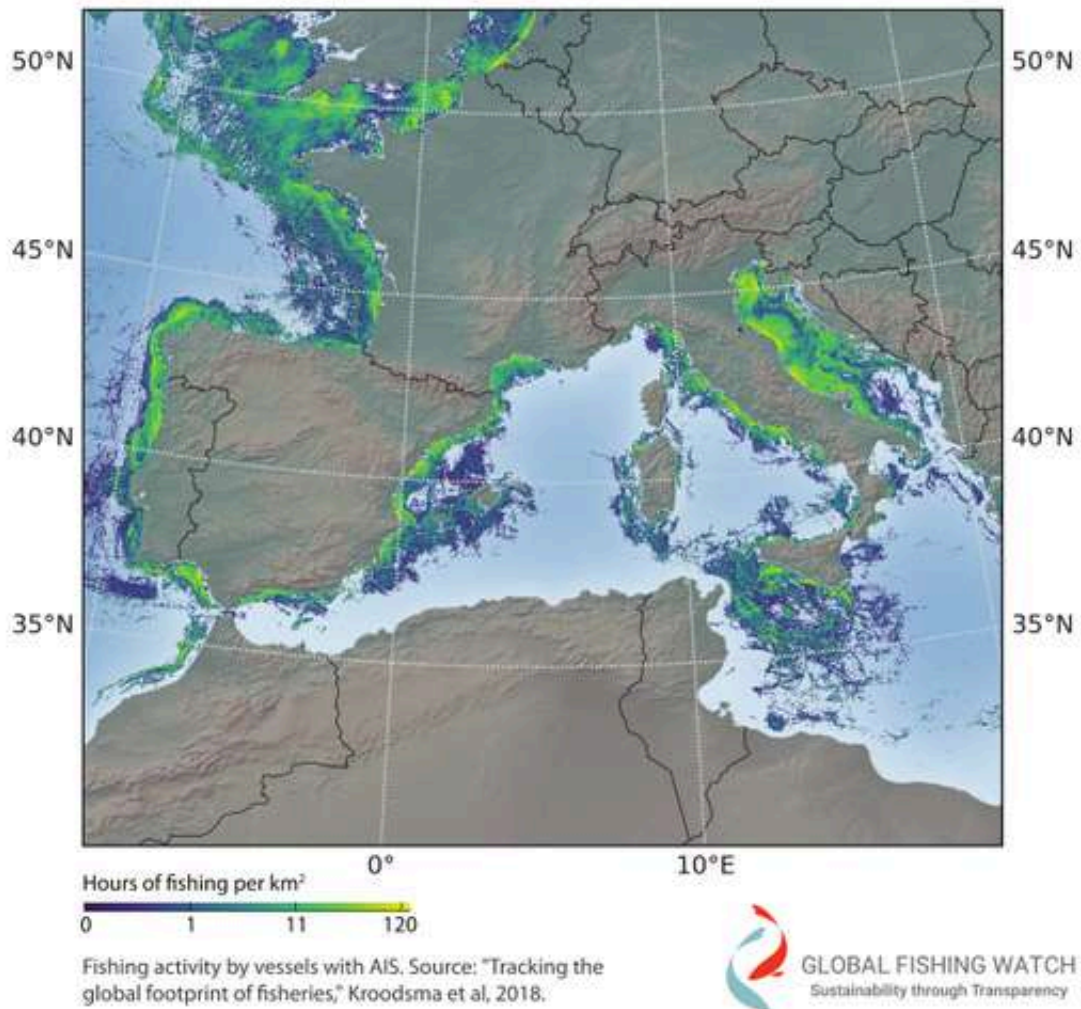 50°N
50°N
45°N
45°N
40°N
40°N
35°N
35°N
0°
10°E
Hours of fishing per km²
0 1 11 120
Fishing activity by vessels with AIS. Source: "Tracking the
global footprint of fisheries," Kroodsma et al, 2018.
GLOBAL FISHING WATCH
Sustainability through Transparency